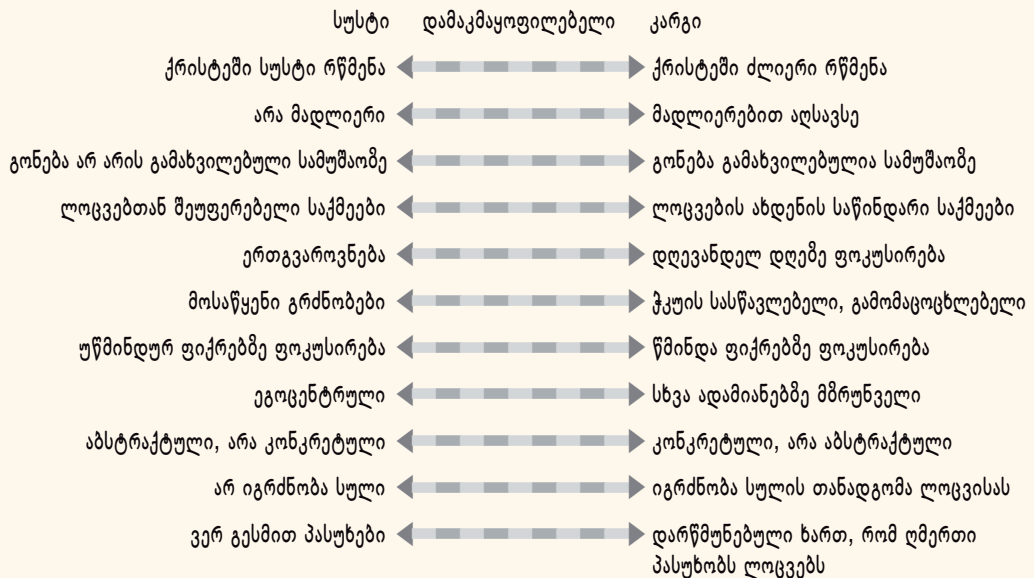 სუსტი დამაკმაყოფილებელი კარგი
ქრისტეში სუსტი რწმენა ქრისტეში ძლიერი რწმენა
არა მადლიერი მადლიერებით აღსავსე
გონება არ არის გამახვილებული სამუშაოზე გონება გამახვილებულია სამუშაოზე
ლოცვებთან შეუფერებელი საქმეები ლოცვების ახდენის საწინდარი საქმეები
ერთგვაროვნება დღევანდელ დღეზე ფოკუსირება
მოსაწყენი გრძნობები ჭკუის სასწავლებელი, გამომაცოცხლებელი
უწმინდურ ფიქრებზე ფოკუსირება წმინდა ფიქრებზე ფოკუსირება
ეგოცენტრული სხვა ადამიანებზე მზრუნველი
აბსტრაქტული, არა კონკრეტული კონკრეტული, არა აბსტრაქტული
არ იგრძნობა სული იგრძნობა სულის თანადგომა ლოცვისას
ვერ გესმით პასუხები დარწმუნებული ხართ, რომ ღმერთი
პასუხობს ლოცვებს